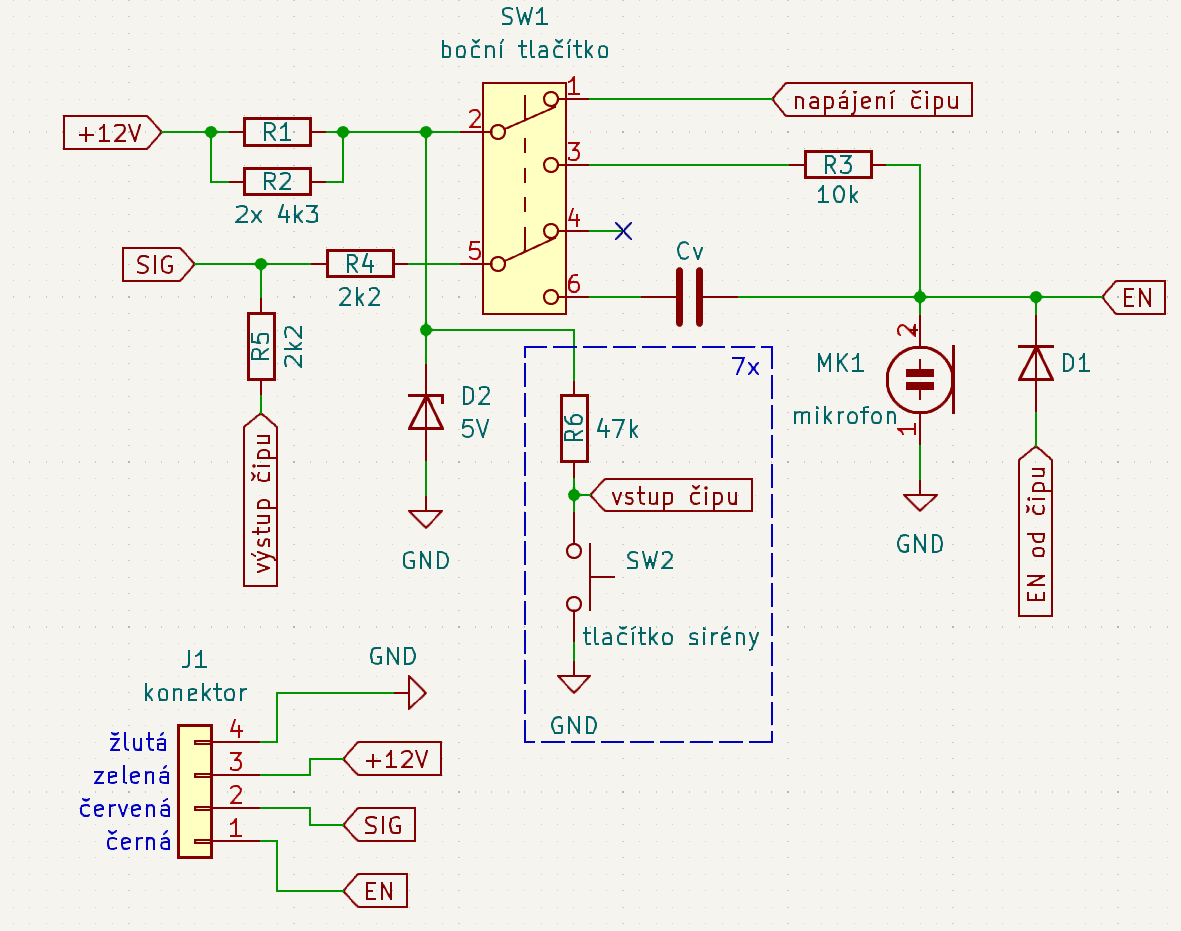 SW1
boční tlačítko
1
napájení čipu
+12V
R1
2
3
R3
10k
R2
2x 4k3
4
SIG
R4
2k2
5
Cv
6
EN
R5
2k2
2
MK1
mikrofon
1
D1
7x
D2
5V
R6
47k
vstup čipu
výstup čipu
GND
GND
EN od čipu
SW2
tlačítko sirény
GND
J1
konektor
GND
žlutá
4
zelená
3
+12V
červená
2
SIG
černá
1
EN